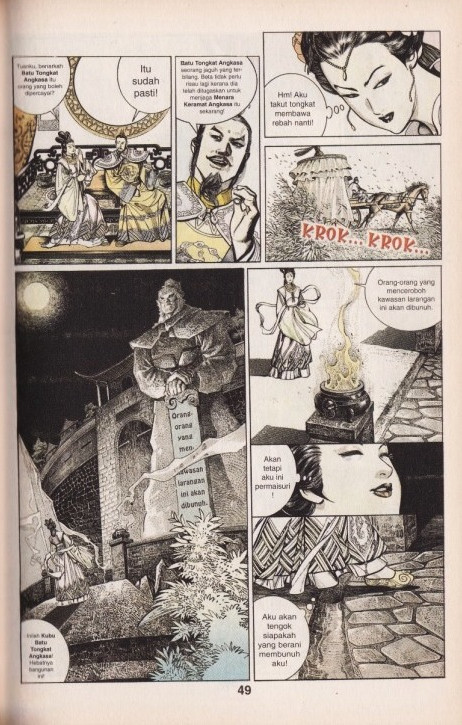 Tuanku, benarkah
Batu Tongkat
Angkasa itu
orang yang boleh
dipercayai?
Itu
sudah
pasti!
Batu Tongkat Angkasa
seorang jaguh yang ter-
bilang. Beta tidak perlu
risau lagi kerana dia
telah ditugaskan untuk
menjaga Menara
Keramat Angkasa itu
sekarang!
Hm! Aku
takut tongkat
membawa
rebah nanti!
KROK... KROK...
Orang-
orang
yang
men-
kawasan
larangan
ini akan
dibunuh.
Inilah Kubu
Batu
Tongkat
Angkasa!
Hebatnya
bangunan
ini!
Orang-orang yang
menceroboh
kawasan larangan
ini akan dibunuh.
Akan
tetapi
aku ini
permaisuri
!
Aku akan
tengok
siapakah
yang berani
membunuh
aku!
49